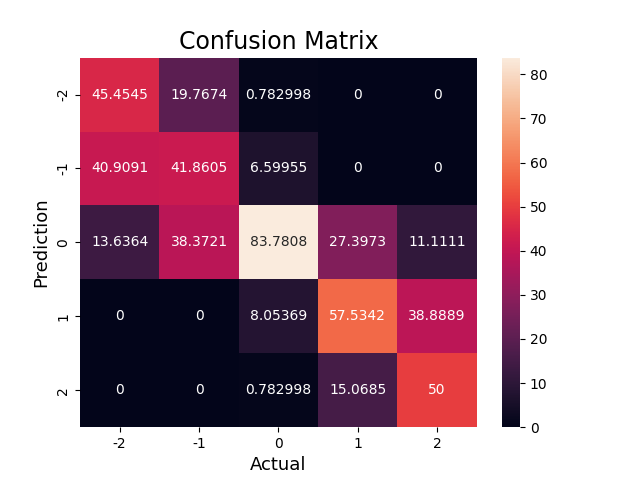 Confusion Matrix
-2 45.4545 19.7674 0.782998 0 0
-1 40.9091 41.8605 6.59955 0 0
0 13.6364 38.3721 83.7808 27.3973 11.1111
1 0 0 8.05369 57.5342 38.8889
2 0 0 0.782998 15.0685 50
-2 -1 0 1 2
Actual
Prediction
80
70
60
50
40
30
20
10
0